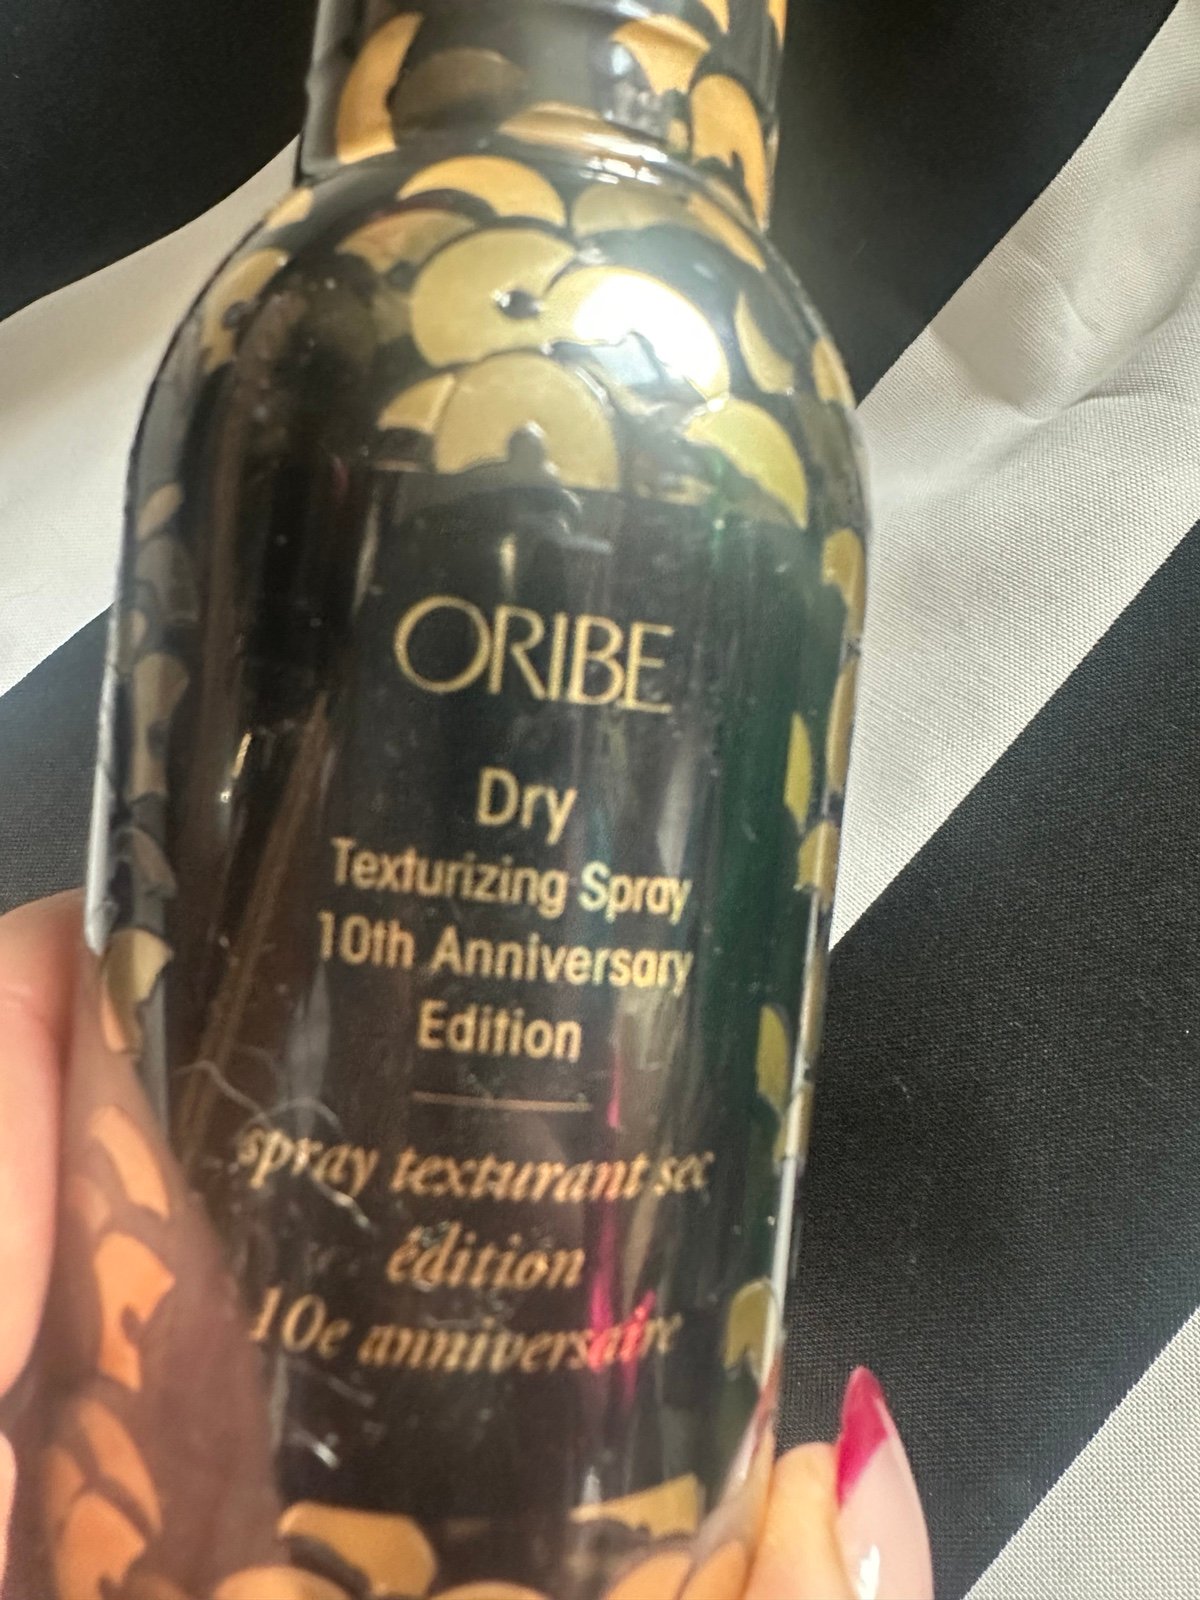 ORIBE
Dry
Texturizing Spray
10th Anniversary
Edition
spray texturant sec
édition
10e anniversaire